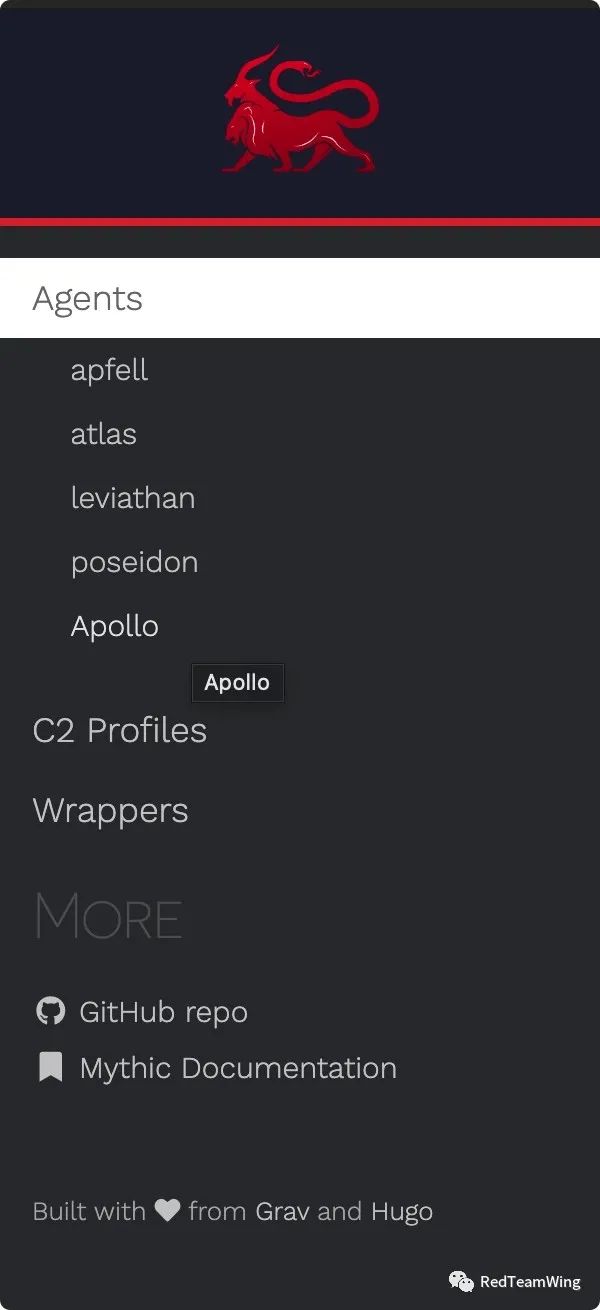 Agents
apfell
atlas
leviathan
poseidon
Apollo
Apollo
C2 Profiles
Wrappers
MORE
GitHub repo
Mythic Documentation
Built with from Grav and Hugo
RedTeamWing